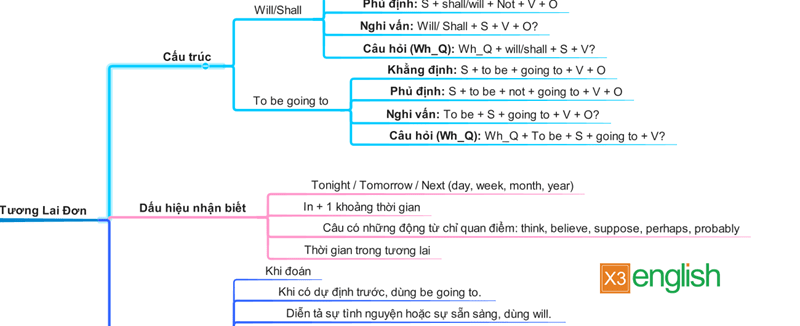 Will/Shall
Phủ định: S + shall/will + Not + V + O
Nghi vấn: Will/ Shall + S + V + O?
Câu hỏi (Wh_Q): Wh_Q + will/shall + S + V?
Cấu trúc
Khẳng định: S + to be + going to + V + O
Phủ định: S + to be + not + going to + V + O
To be going to
Nghi vấn: To be + S + going to + V + O?
Câu hỏi (Wh_Q): Wh_Q + To be + S + going to + V?
Tương Lai Đơn
Dấu hiệu nhận biết
Tonight / Tomorrow / Next (day, week, month, year)
In + 1 khoảng thời gian
Câu có những động từ chỉ quan điểm: think, believe, suppose, perhaps, probably
Thời gian trong tương lai
Khi đoán
Khi có dự định trước, dùng be going to.
Diễn tả sự tình nguyện hoặc sự sẵn sàng, dùng will.
X3 english